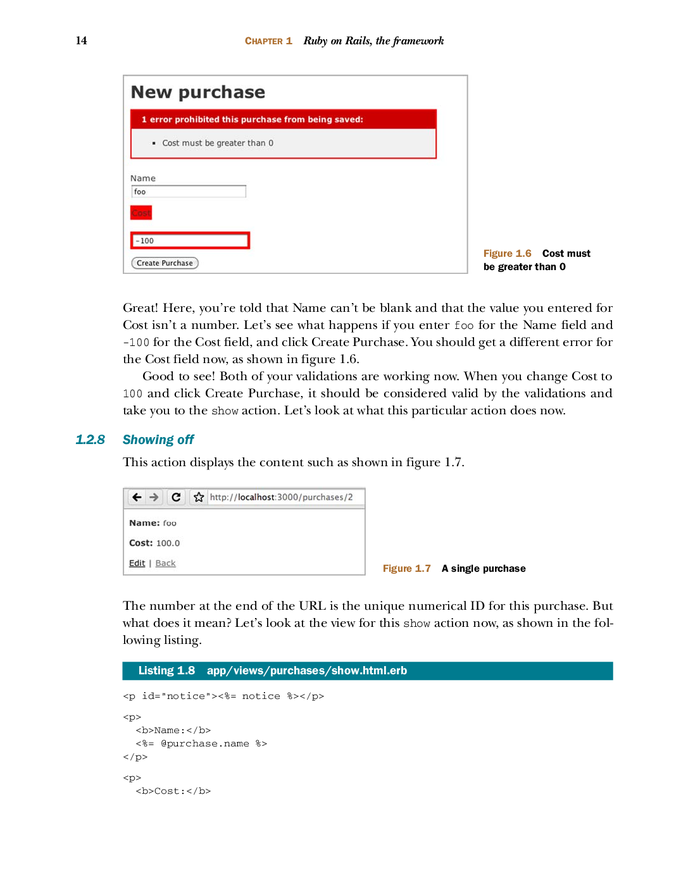 14
CHAPTER 1 Ruby on Rails, the framework
New purchase
1 error prohibited this purchase from being saved:
▪ Cost must be greater than 0
Name
foo
Cost
-100
Create Purchase
Figure 1.6 Cost must
be greater than 0
Great! Here, you’re told that Name can’t be blank and that the value you entered for
Cost isn’t a number. Let’s see what happens if you enter foo for the Name field and
-100 for the Cost field, and click Create Purchase. You should get a different error for
the Cost field now, as shown in figure 1.6.
Good to see! Both of your validations are working now. When you change Cost to
100 and click Create Purchase, it should be considered valid by the validations and
take you to the show action. Let’s look at what this particular action does now.
1.2.8 Showing off
This action displays the content such as shown in figure 1.7.
http://localhost:3000/purchases/2
Name: foo
Cost: 100.0
Edit | Back
Figure 1.7 A single purchase
The number at the end of the URL is the unique numerical ID for this purchase. But
what does it mean? Let’s look at the view for this show action now, as shown in the fol-
lowing listing.
Listing 1.8 app/views/purchases/show.html.erb
<p id="notice"><%= notice %></p>
<p>
<b>Name:</b>
<%= @purchase.name %>
</p>
<p>
<b>Cost:</b>